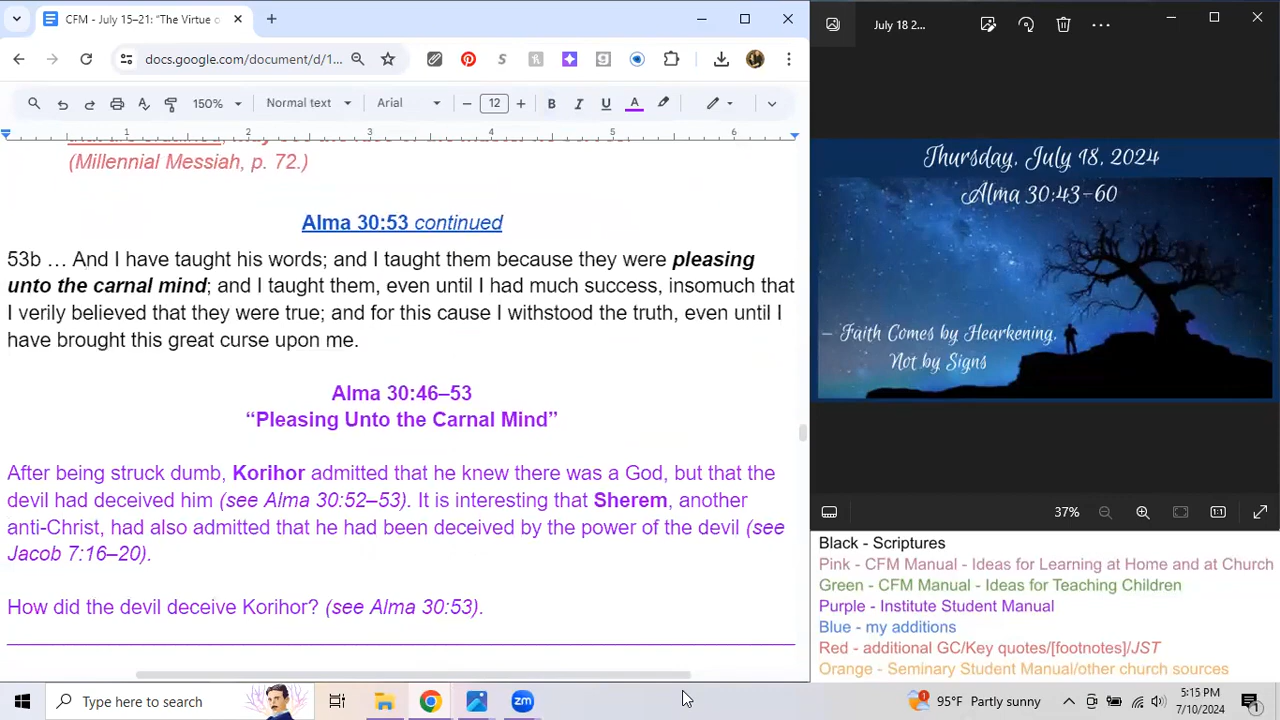 CFM - July 15–21: “The Virtue o
docs.google.com/document/d/1...
150%
Normal text
Arial
12
B I U A
1 2 3 4 5 6
(Millennial Messiah, p. 72.)
Alma 30:53 continued
53b … And I have taught his words; and I taught them because they were pleasing
unto the carnal mind; and I taught them, even until I had much success, insomuch that
I verily believed that they were true; and for this cause I withstood the truth, even until I
have brought this great curse upon me.
Alma 30:46–53
“Pleasing Unto the Carnal Mind”
After being struck dumb, Korihor admitted that he knew there was a God, but that the
devil had deceived him (see Alma 30:52–53). It is interesting that Sherem, another
anti-Christ, had also admitted that he had been deceived by the power of the devil (see
Jacob 7:16–20).
How did the devil deceive Korihor? (see Alma 30:53).
July 18 2...
Thursday, July 18, 2024
Alma 30:43-60
– Faith Comes by Hearkening,
Not by Signs
37%
1:1
Black - Scriptures
Pink - CFM Manual - Ideas for Learning at Home and at Church
Green - CFM Manual - Ideas for Teaching Children
Purple - Institute Student Manual
Blue - my additions
Red - additional GC/Key quotes/[footnotes]/JST
Orange - Seminary Student Manual/other church sources
Type here to search
zm
1
95°F Partly sunny
3:15 PM
7/10/2024
1